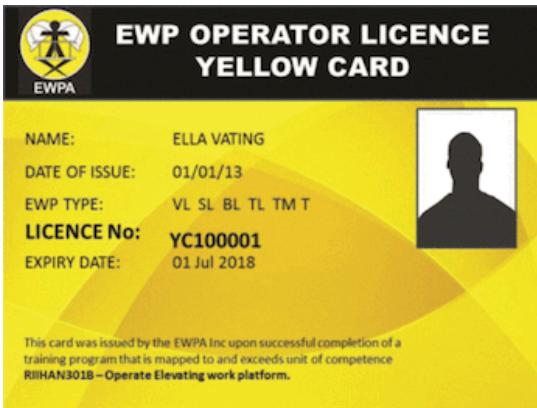 EWP OPERATOR LICENCE
YELLOW CARD
EWPA
NAME: ELLA VATING
DATE OF ISSUE: 01/01/13
EWP TYPE: VL SL BL TL TM T
LICENCE No: YC100001
EXPIRY DATE: 01 Jul 2018
This card was issued by the EWPA Inc upon successful completion of a
training program that is mapped to and exceeds unit of competence
RIIHAN301B – Operate Elevating work platform.